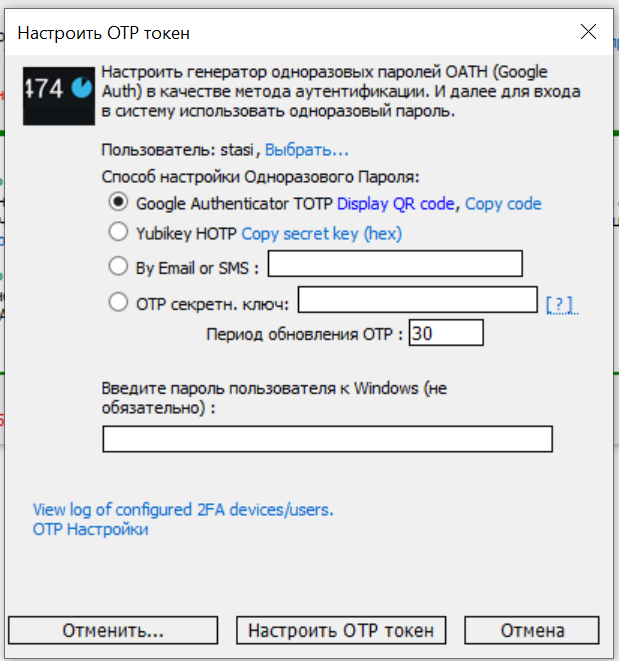 Настроить OTP токен
474
Настроить генератор одноразовых паролей OATH (Google
Auth) в качестве метода аутентификации. И далее для входа
в систему использовать одноразовый пароль.
Пользователь: stasi, Выбрать...
Способ настройки Одноразового Пароля:
Google Authenticator TOTP Display QR code, Copy code
Yubikey HOTP Copy secret key (hex)
By Email or SMS :
OTP секретн. ключ: [ ? ]
Период обновления OTP : 30
Введите пароль пользователя к Windows (не
обязательно) :
View log of configured 2FA devices/users.
OTP Настройки
Отменить... Настроить OTP токен Отмена